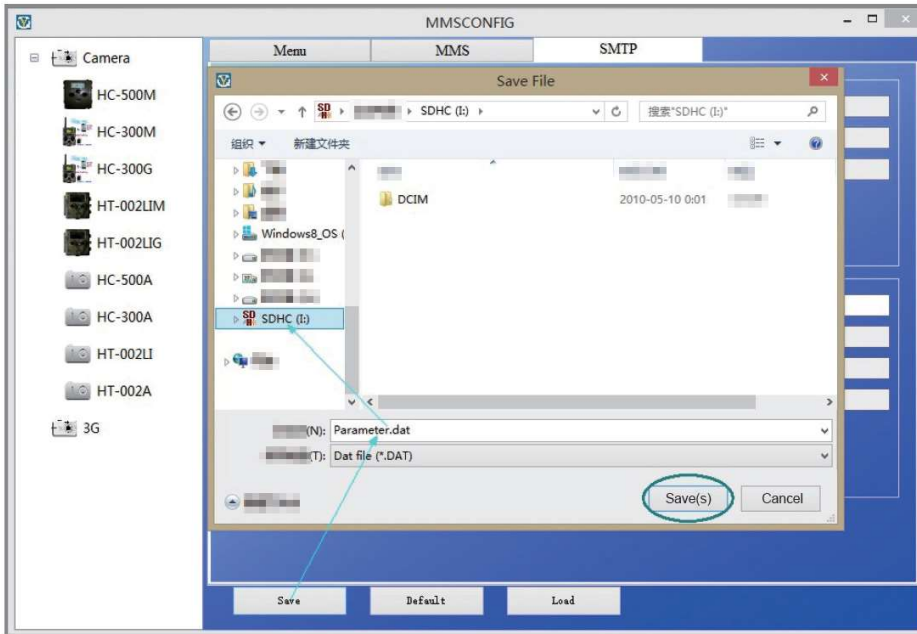 MMSCONFIG
Camera
HC-500M
HC-300M
HC-300G
HT-002LIM
HT-002LIG
HC-500A
HC-300A
HT-002LI
HT-002A
3G
Menu MMS SMTP
Save File
SDHC (I:)
搜索"SDHC (I:)"
组织 新建文件夹
Windows8_OS (
SDHC (I:)
DCIM 2010-05-10 0:01
(N): Parameter.dat
(T): Dat file (*.DAT)
Save(s) Cancel
Save Default Load